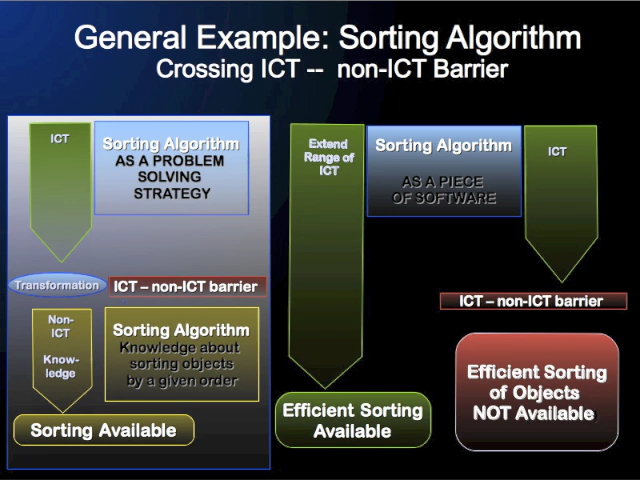 General Example: Sorting Algorithm
Crossing ICT -- non-ICT Barrier
ICT
Sorting Algorithm
AS A PROBLEM
SOLVING
STRATEGY
Transformation
ICT – non-ICT barrier
Non-
ICT
Know-
ledge
Sorting Algorithm
Knowledge about
sorting objects
by a given order
Sorting Available
Extend
Range of
ICT
Sorting Algorithm
AS A PIECE
OF SOFTWARE
ICT
ICT – non-ICT barrier
Efficient Sorting
Available
Efficient Sorting
of Objects
NOT Available